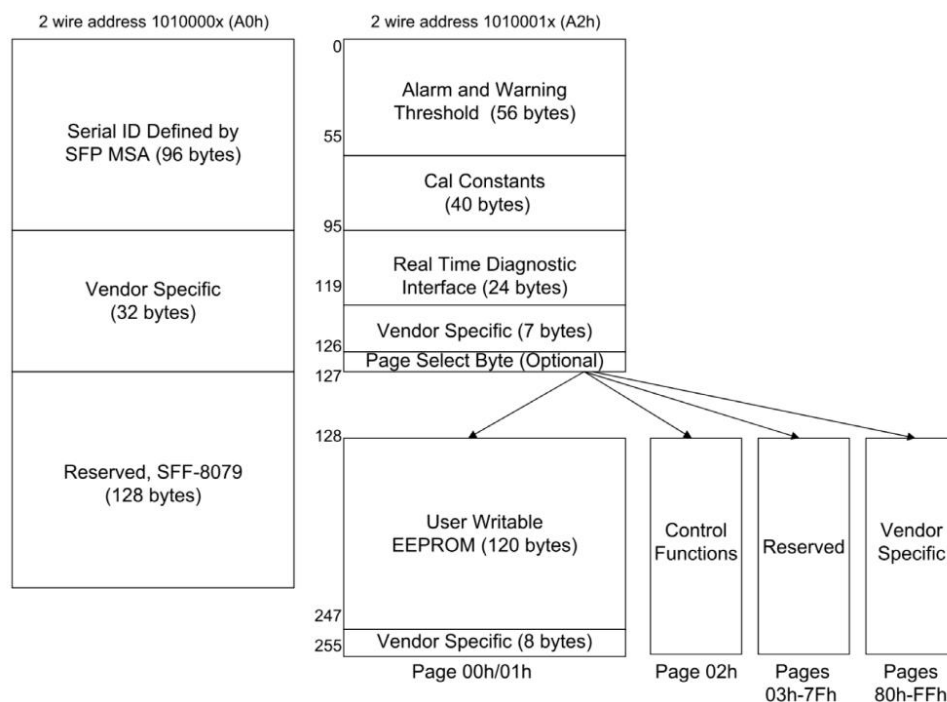 2 wire address 1010000x (A0h)
Serial ID Defined by
SFP MSA (96 bytes)
Vendor Specific
(32 bytes)
Reserved, SFF-8079
(128 bytes)
2 wire address 1010001x (A2h)
0
Alarm and Warning
Threshold (56 bytes)
55
Cal Constants
(40 bytes)
95
Real Time Diagnostic
Interface (24 bytes)
119
Vendor Specific (7 bytes)
126
Page Select Byte (Optional)
127
128
User Writable
EEPROM (120 bytes)
247
Vendor Specific (8 bytes)
255
Page 00h/01h
Control
Functions
Page 02h
Reserved
Pages
03h-7Fh
Vendor
Specific
Pages
80h-FFh